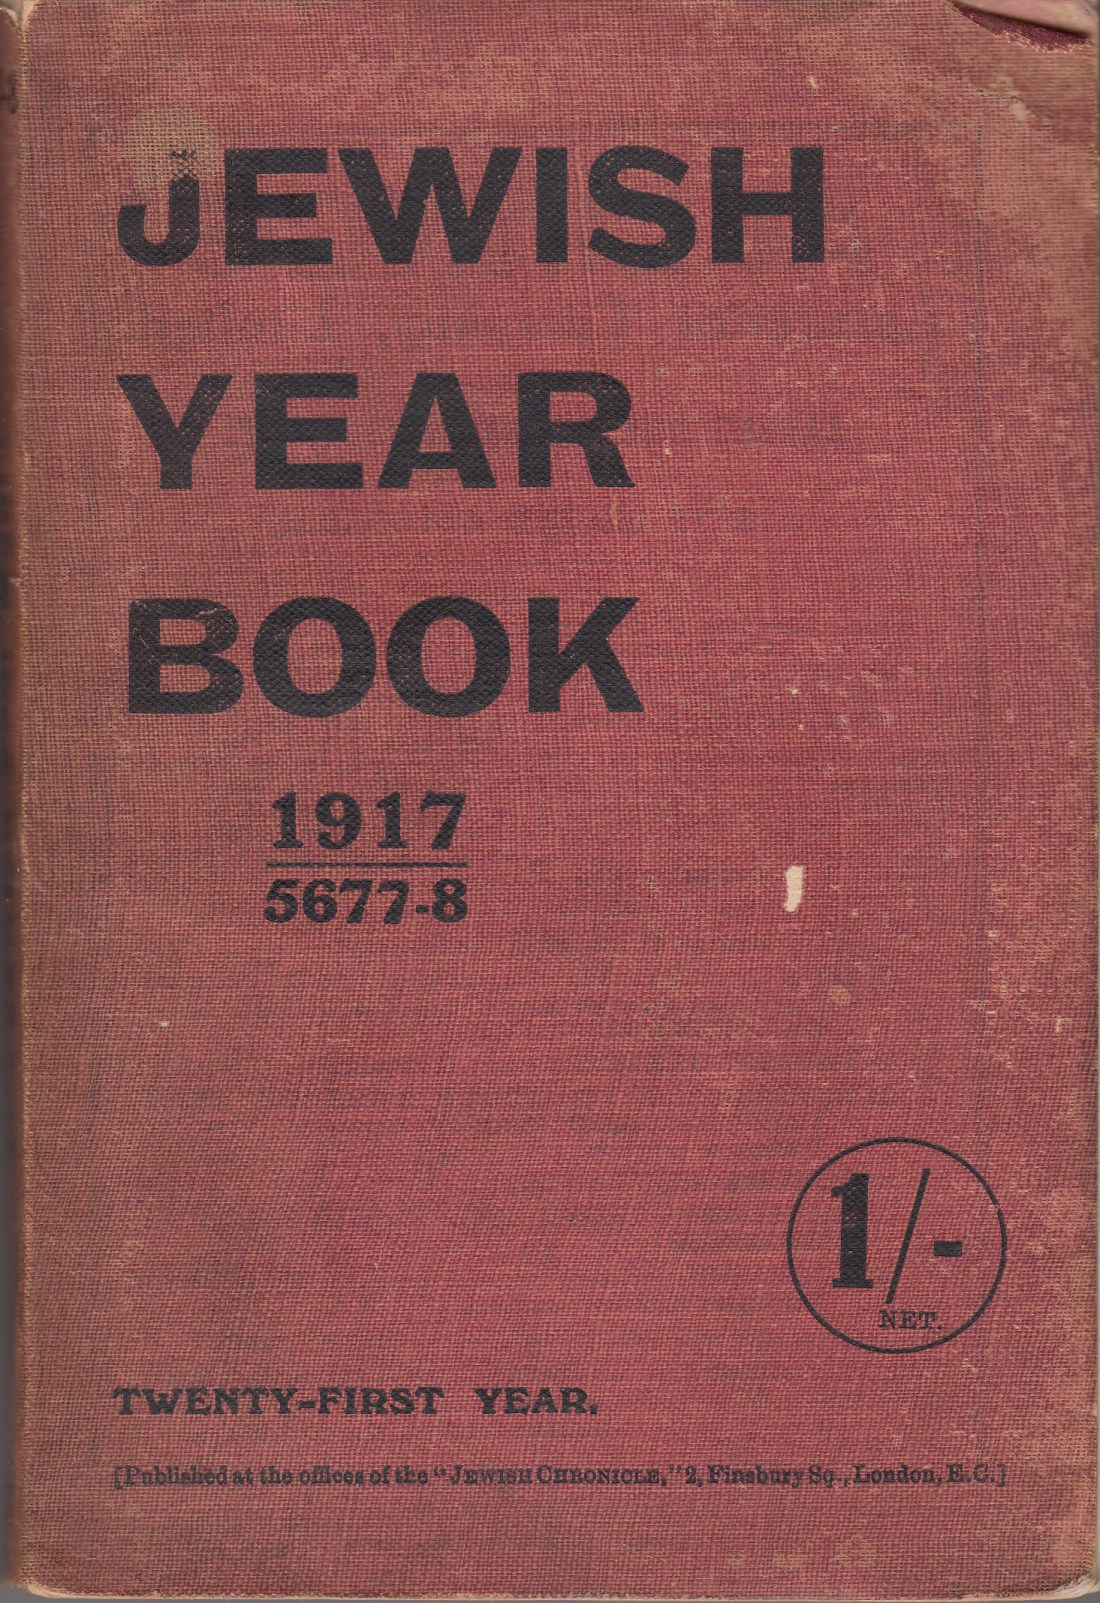 JEWISH
YEAR
BOOK
1917
5677-8
1/-
NET.
TWENTY-FIRST YEAR.
[Published at the offices of the "JEWISH CHRONICLE," 2, Finsbury Sq., London, E.C.]